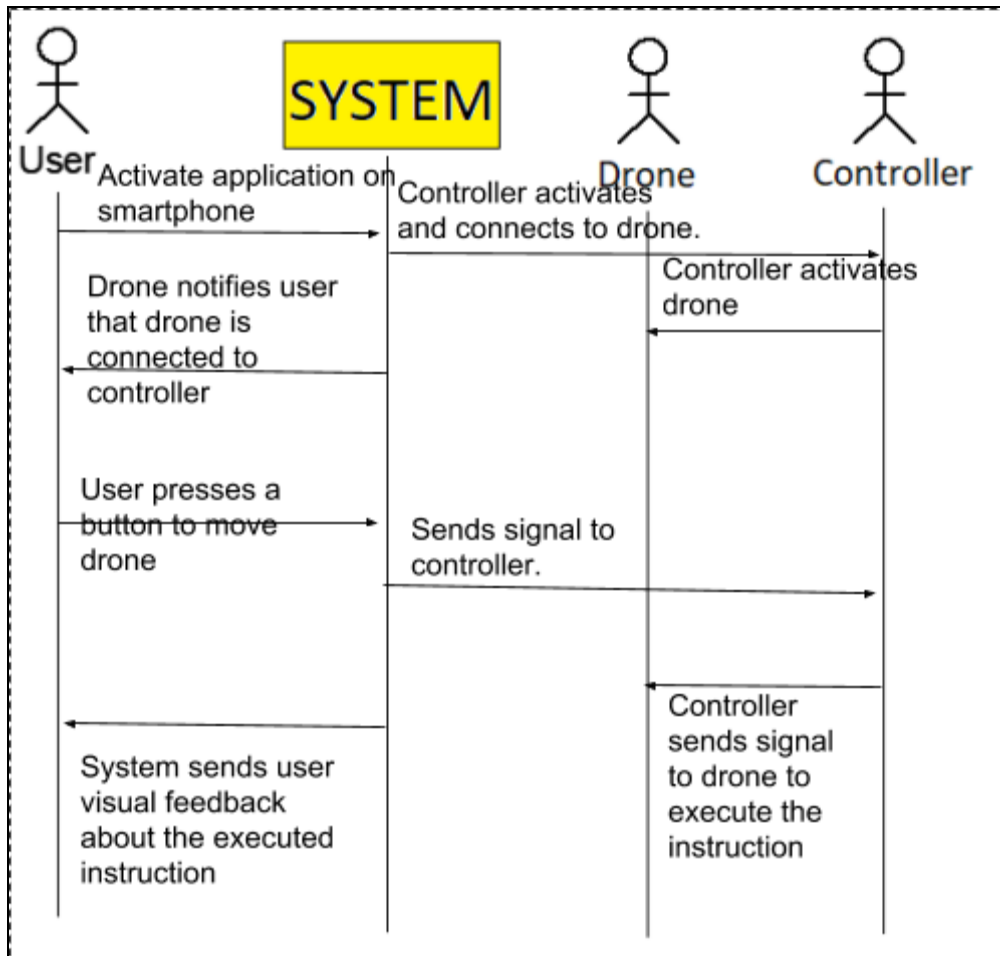 SYSTEM
User
Drone
Controller
Activate application on
smartphone
Controller activates
and connects to drone.
Controller activates
drone
Drone notifies user
that drone is
connected to
controller
User presses a
button to move
drone
Sends signal to
controller.
Controller
sends signal
to drone to
execute the
instruction
System sends user
visual feedback
about the executed
instruction